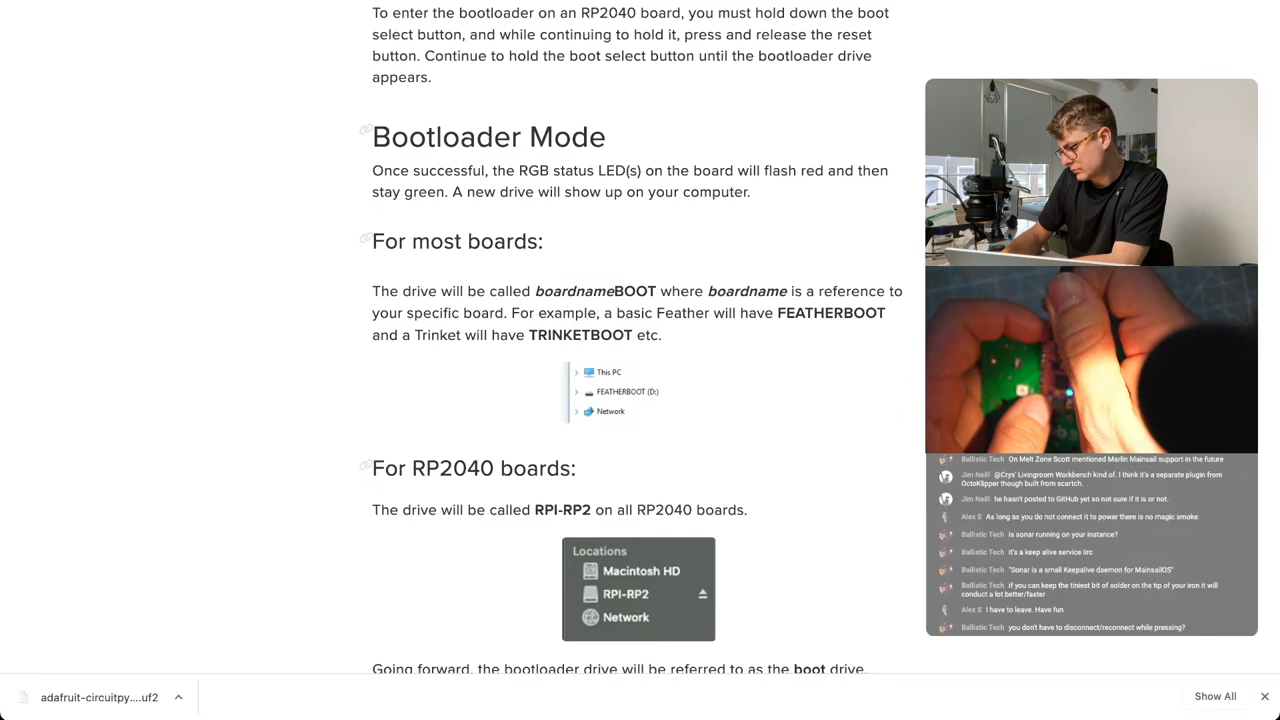 To enter the bootloader on an RP2040 board, you must hold down the boot
select button, and while continuing to hold it, press and release the reset
button. Continue to hold the boot select button until the bootloader drive
appears.
Bootloader Mode
Once successful, the RGB status LED(s) on the board will flash red and then
stay green. A new drive will show up on your computer.
For most boards:
The drive will be called boardnameBOOT where boardname is a reference to
your specific board. For example, a basic Feather will have FEATHERBOOT
and a Trinket will have TRINKETBOOT etc.
This PC
FEATHERBOOT (D:)
Network
For RP2040 boards:
The drive will be called RPI-RP2 on all RP2040 boards.
Locations
Macintosh HD
RPI-RP2
Network
Going forward, the bootloader drive will be referred to as the boot drive.
Ballistic Tech On Melt Zone Scott mentioned Marlin Mainsail support in the future
Jim Neill @Crys' Livingroom Workbench kind of. I think it's a separate plugin from
OctoKlipper though built from scartch.
Jim Neill he hasn't posted to GitHub yet so not sure if it is or not.
Alex S As long as you do not connect it to power there is no magic smoke
Ballistic Tech is sonar running on your instance?
Ballistic Tech it's a keep alive service iirc
Ballistic Tech "Sonar is a small Keepalive daemon for MainsailOS"
Ballistic Tech if you can keep the tiniest bit of solder on the tip of your iron it will
conduct a lot better/faster
Alex S I have to leave. Have fun
Ballistic Tech you don't have to disconnect/reconnect while pressing?
adafruit-circuitpy....uf2
Show All